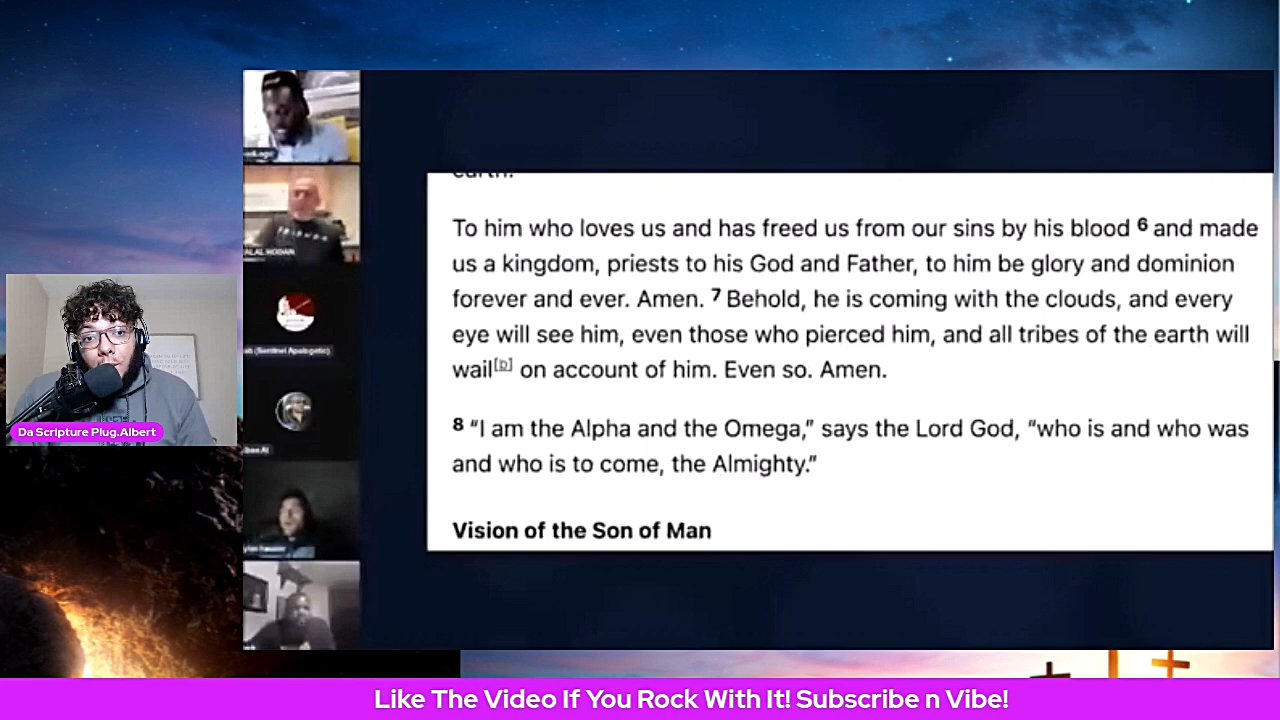 To him who loves us and has freed us from our sins by his blood 6 and made
us a kingdom, priests to his God and Father, to him be glory and dominion
forever and ever. Amen. 7 Behold, he is coming with the clouds, and every
eye will see him, even those who pierced him, and all tribes of the earth will
wail[b] on account of him. Even so. Amen.
8 “I am the Alpha and the Omega,” says the Lord God, “who is and who was
and who is to come, the Almighty.”
Vision of the Son of Man
Da Scripture Plug.Albert
(Sentinel Apologetic)
Like The Video If You Rock With It! Subscribe n Vibe!